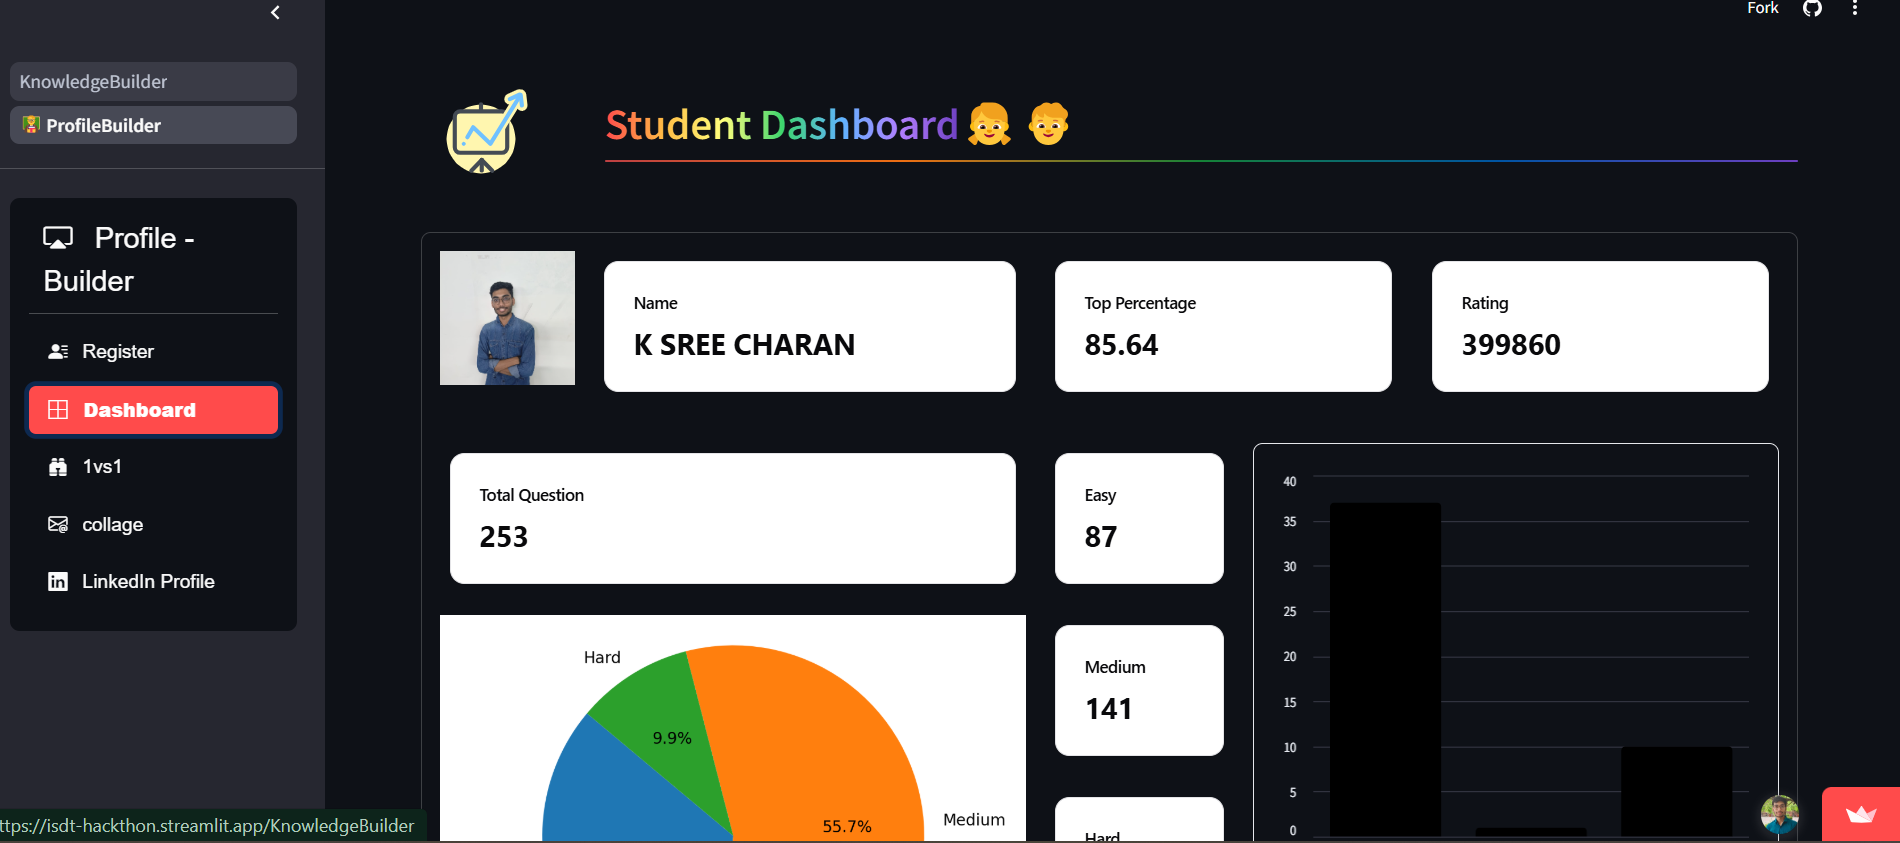 Fork
KnowledgeBuilder
ProfileBuilder
Profile -
Builder
Register
Dashboard
1vs1
collage
LinkedIn Profile
ttps://isdt-hackthon.streamlit.app/KnowledgeBuilder
Student Dashboard
Name
K SREE CHARAN
Top Percentage
85.64
Rating
399860
Total Question
253
Easy
87
Medium
141
Hard
Hard
9.9%
55.7%
Medium
40
35
30
25
20
15
10
5
0